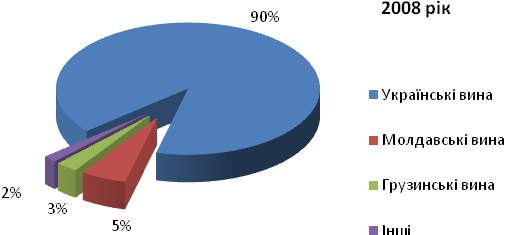 90%
2008 рік
Українські вина
Молдавські вина
Грузинські вина
Інші
2%
3%
5%